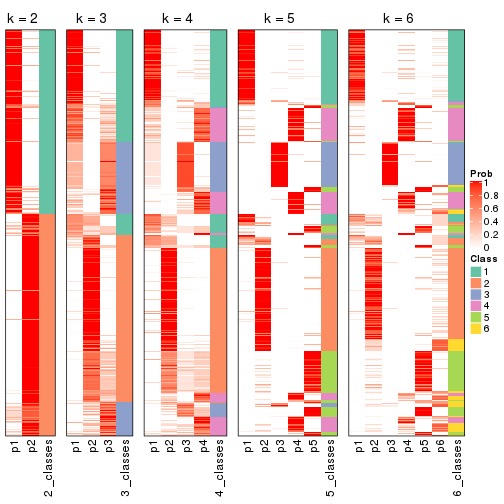 k = 2
k = 3
k = 4
k = 5
k = 6
Prob
1
0.8
0.6
0.4
0.2
0
Class
1
2
3
4
5
6
p1
p2
2_classes
p1
p2
p3
3_classes
p1
p2
p3
p4
4_classes
p1
p2
p3
p4
p5
5_classes
p1
p2
p3
p4
p5
p6
6_classes